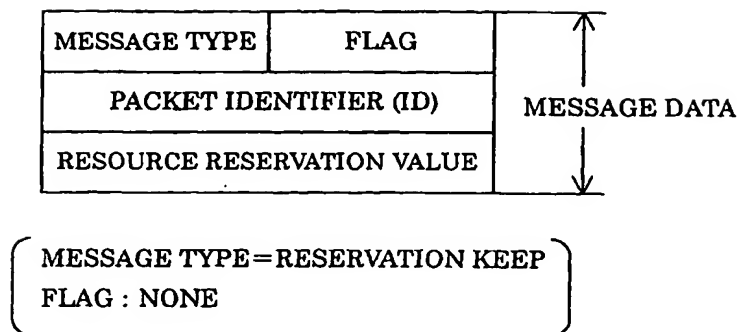 MESSAGE TYPE FLAG
PACKET IDENTIFIER (ID)
MESSAGE DATA
RESOURCE RESERVATION VALUE
MESSAGE TYPE=RESERVATION KEEP
FLAG : NONE